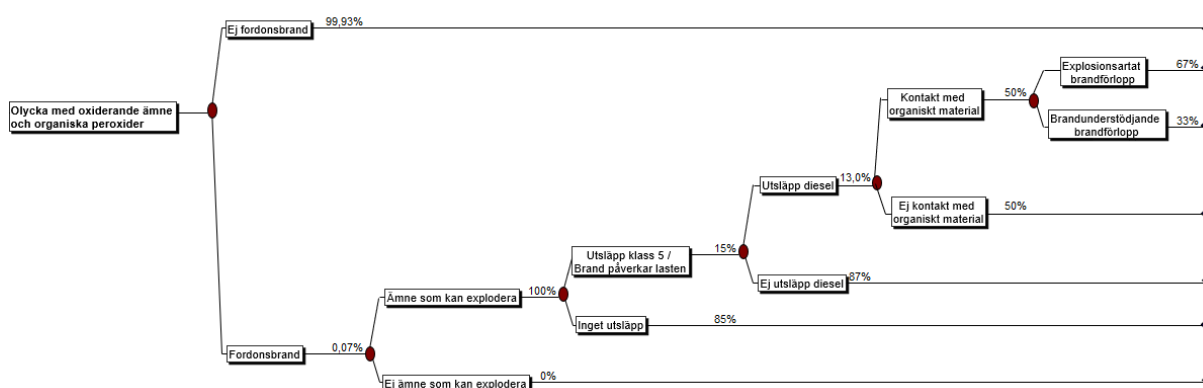 Ej fordonsbrand 99,93%
Explosionsartat
brandförlopp 67%
Kontakt med
organiskt material 50%
Olycka med oxiderande ämne
och organiska peroxider
Brandunderstödjande
brandförlopp 33%
Utsläpp diesel 13,0%
Ej kontakt med
organiskt material 50%
Utsläpp klass 5 /
Brand påverkar lasten 15%
Ej utsläpp diesel 87%
Ämne som kan explodera 100%
Inget utsläpp 85%
Fordonsbrand 0,07%
Ej ämne som kan explodera 0%